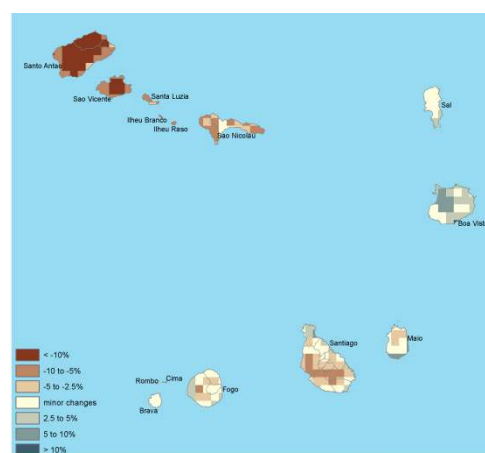 Santo Antao
Sao Vicente
Santa Luzia
Ilheu Branco
Ilheu Raso
Sao Nicolau
Sal
Boa Vist
Santiago
Maio
Rombo
Cima
Fogo
Brava
< -10%
-10 to -5%
-5 to -2.5%
minor changes
2.5 to 5%
5 to 10%
> 10%